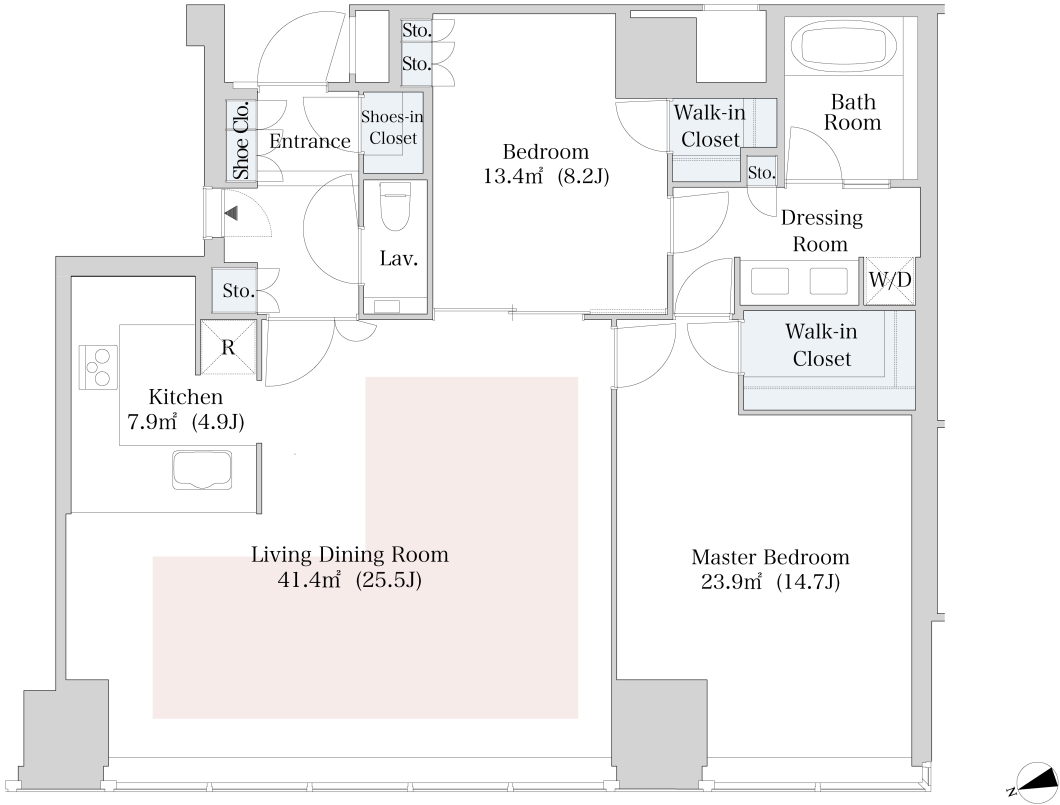 Sto.
Sto.
Shoe Clo.
Entrance
Shoes-in
Closet
Bedroom
13.4㎡ (8.2J)
Walk-in
Closet
Bath
Room
Sto.
Dressing
Room
Lav.
Sto.
W/D
R
Walk-in
Closet
Kitchen
7.9㎡ (4.9J)
Living Dining Room
41.4㎡ (25.5J)
Master Bedroom
23.9㎡ (14.7J)
N